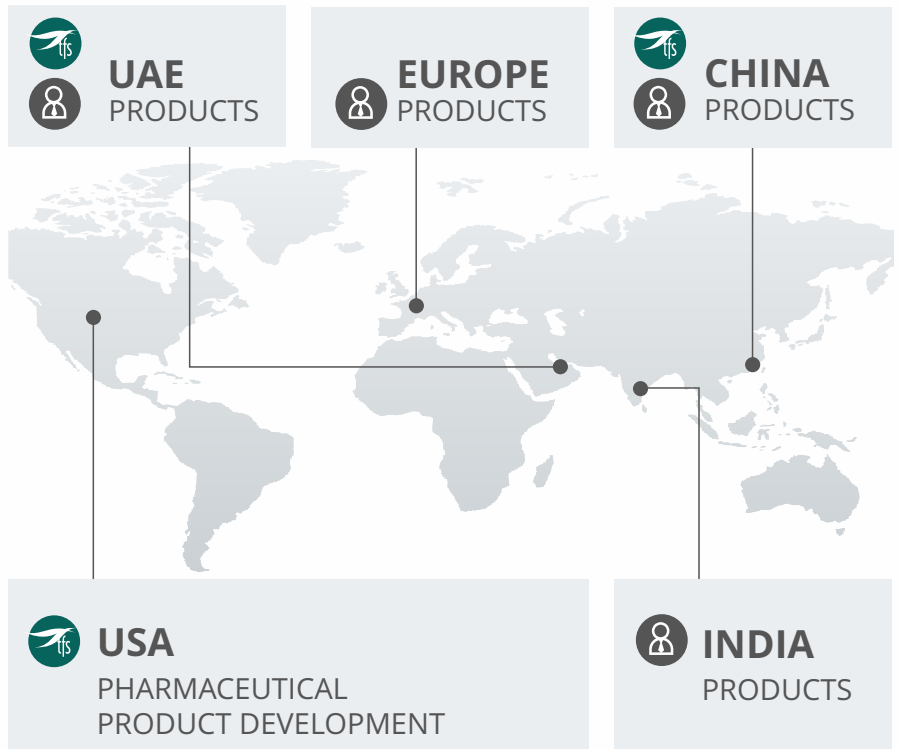 tfs
UAE
PRODUCTS
EUROPE
PRODUCTS
tfs
CHINA
PRODUCTS
tfs
USA
PHARMACEUTICAL
PRODUCT DEVELOPMENT
INDIA
PRODUCTS